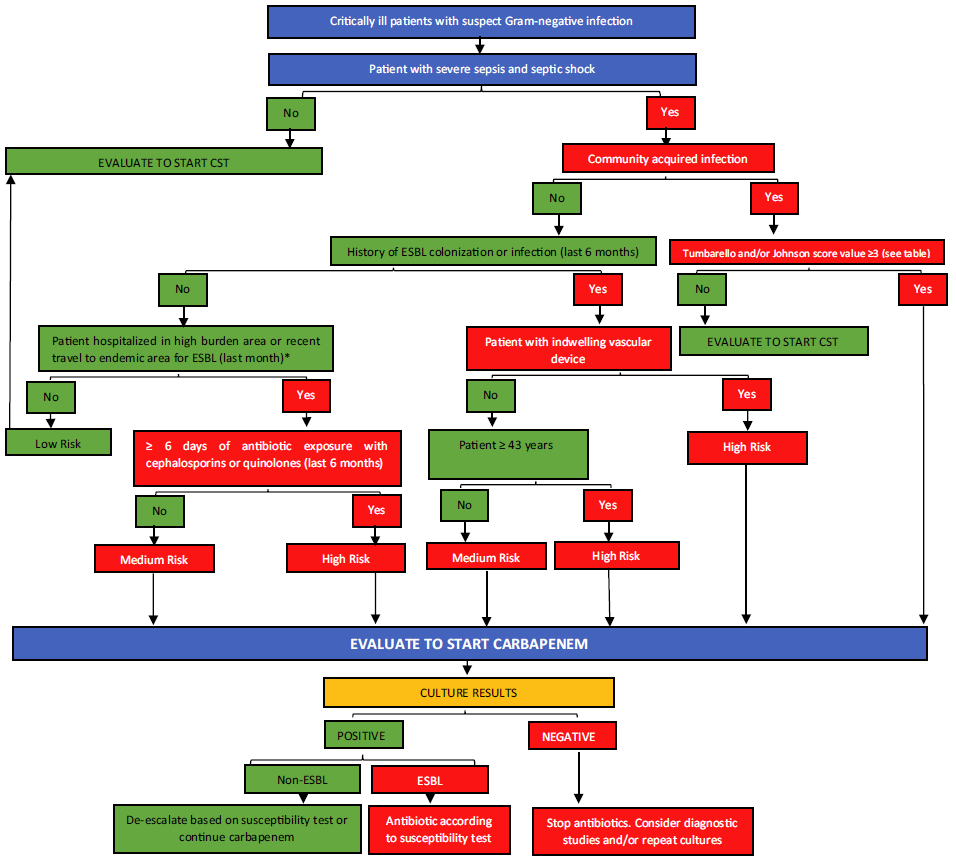 Critically ill patients with suspect Gram-negative infection
Patient with severe sepsis and septic shock
No
Yes
EVALUATE TO START CST
Community acquired infection
No
Yes
History of ESBL colonization or infection (last 6 months)
Tumbarello and/or Johnson score value ≥3 (see table)
No
Yes
No
Yes
Patient hospitalized in high burden area or recent
travel to endemic area for ESBL (last month)*
Patient with indwelling vascular
device
EVALUATE TO START CST
No
Yes
No
Yes
Low Risk
≥ 6 days of antibiotic exposure with
cephalosporins or quinolones (last 6 months)
Patient ≥ 43 years
High Risk
No
Yes
No
Yes
Medium Risk
High Risk
Medium Risk
High Risk
EVALUATE TO START CARBAPENEM
CULTURE RESULTS
POSITIVE
NEGATIVE
Non-ESBL
ESBL
De-escalate based on susceptibility test or
continue carbapenem
Antibiotic according
to susceptibility test
Stop antibiotics. Consider diagnostic
studies and/or repeat cultures